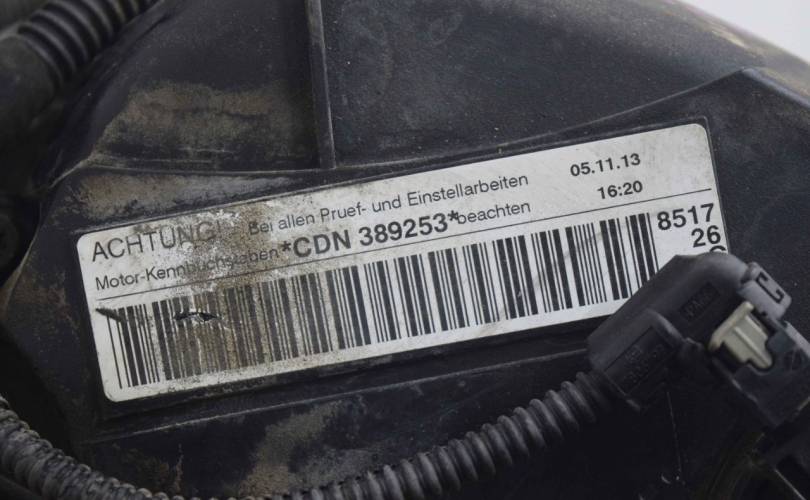 ACHTUNG! Bei allen Pruef- und Einstellarbeiten 05.11.13
Motor-Kennbuchstaben *CDN 389253* beachten 16:20
8517
26